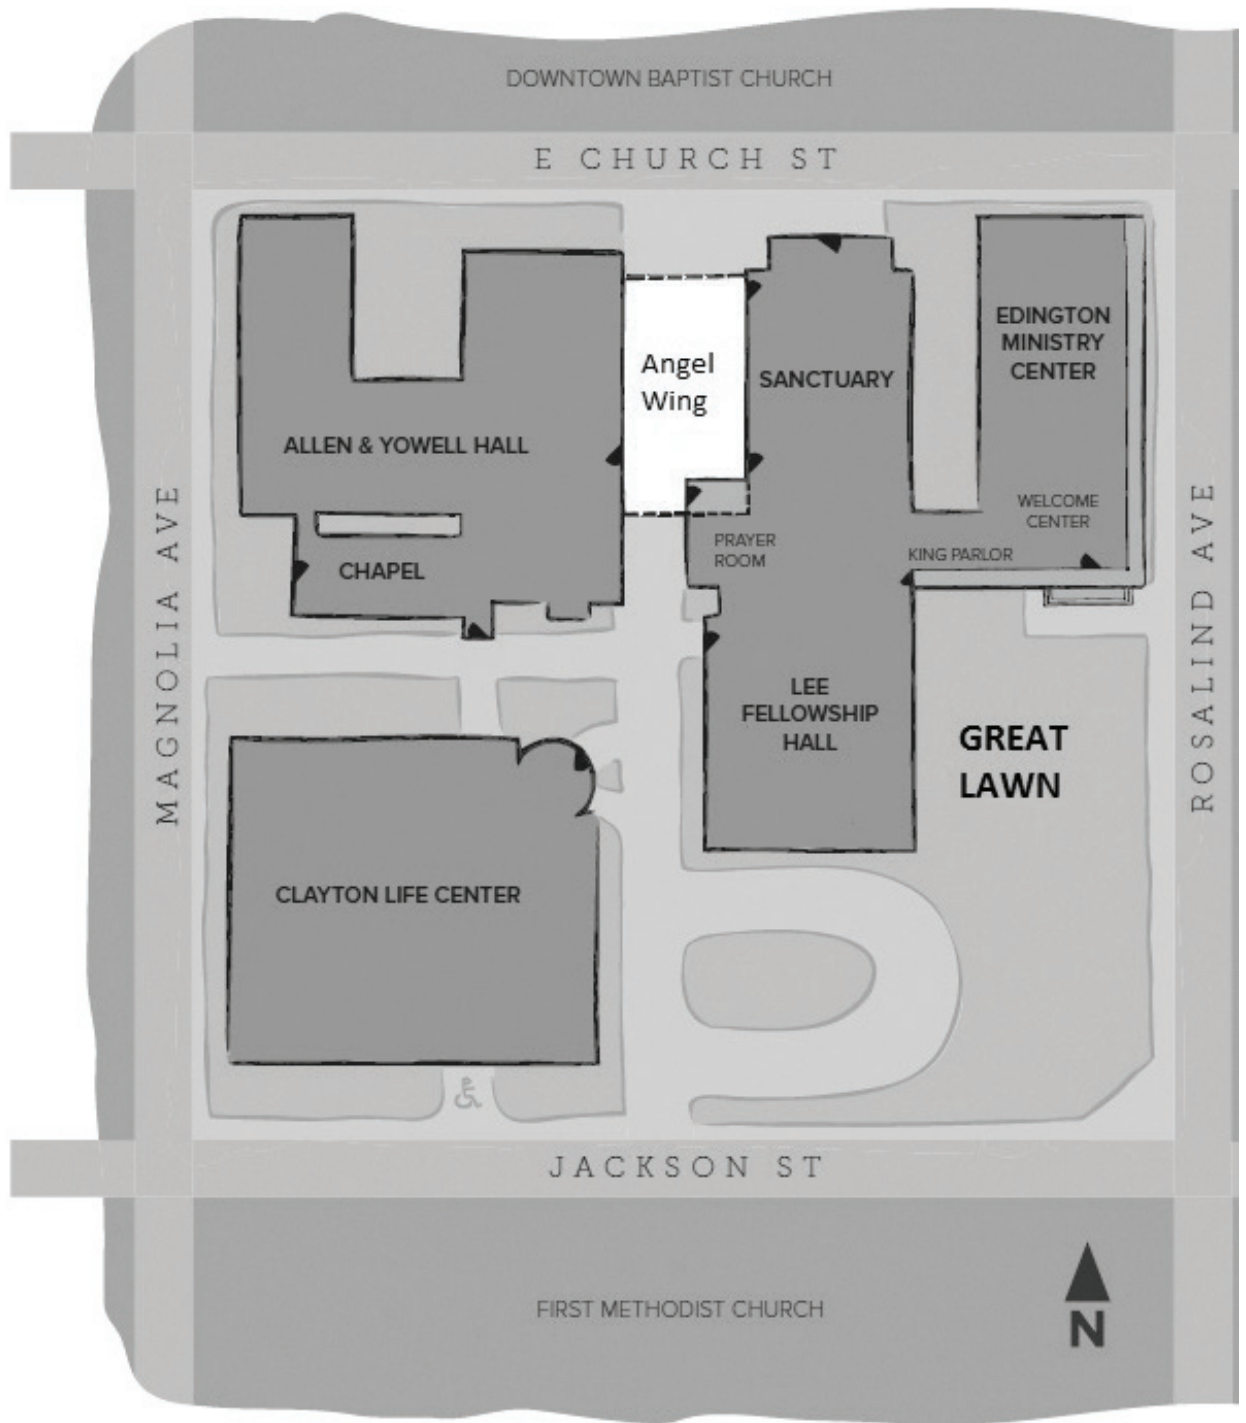 DOWNTOWN BAPTIST CHURCH
E CHURCH ST
EDINGTON
MINISTRY
CENTER
Angel
Wing
SANCTUARY
ALLEN & YOWELL HALL
WELCOME
CENTER
PRAYER
ROOM
KING PARLOR
CHAPEL
MAGNOLIA AVE
ROSALIND AVE
LEE
FELLOWSHIP
HALL
GREAT
LAWN
CLAYTON LIFE CENTER
JACKSON ST
FIRST METHODIST CHURCH
N